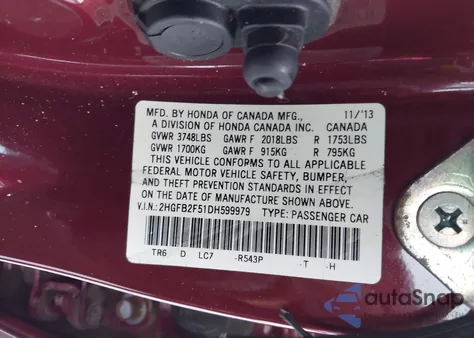 MFD. BY HONDA OF CANADA MFG., 11/'13
A DIVISION OF HONDA CANADA INC. CANADA
GVWR 3748LBS GAWR F 2018LBS R 1753LBS
GVWR 1700KG GAWR F 915KG R 795KG
THIS VEHICLE CONFORMS TO ALL APPLICABLE
FEDERAL MOTOR VEHICLE SAFETY, BUMPER,
AND THEFT PREVENTION STANDARDS IN EFFECT
ON THE DATE OF MANUFACTURE SHOWN ABOVE.
V.I.N.: 2HGFB2F51DH599979 TYPE: PASSENGER CAR
TR6 D LC7 -R543P -T -H
autoSnap